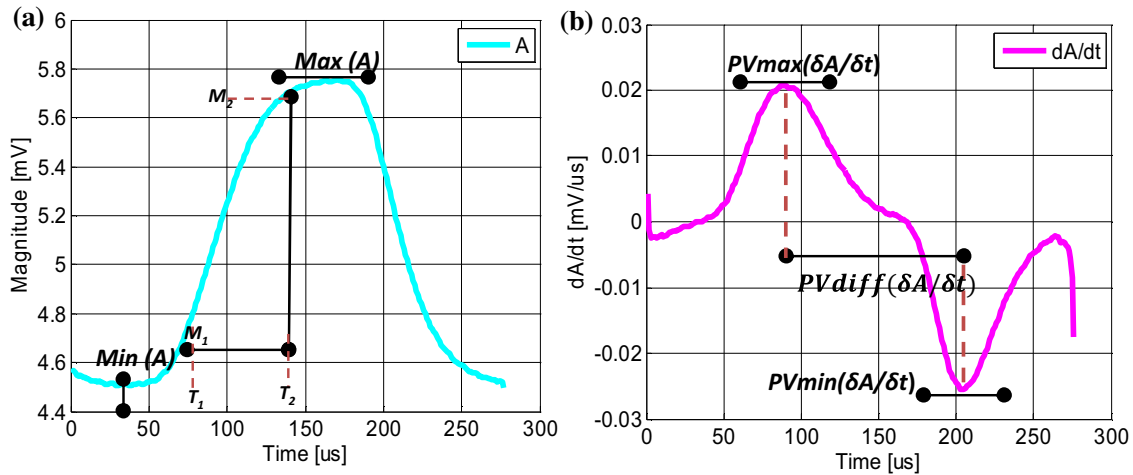 (a)
6
5.8
5.6
5.4
5.2
5
4.8
4.6
4.4
Magnitude [mV]
A
Max (A)
M2
M1
Min (A)
T1
T2
0 50 100 150 200 250 300
Time [us]
(b)
0.03
0.02
0.01
0
-0.01
-0.02
-0.03
dA/dt [mV/us]
dA/dt
PVmax(δA/δt)
PVdiff(δA/δt)
PVmin(δA/δt)
0 50 100 150 200 250 300
Time [us]